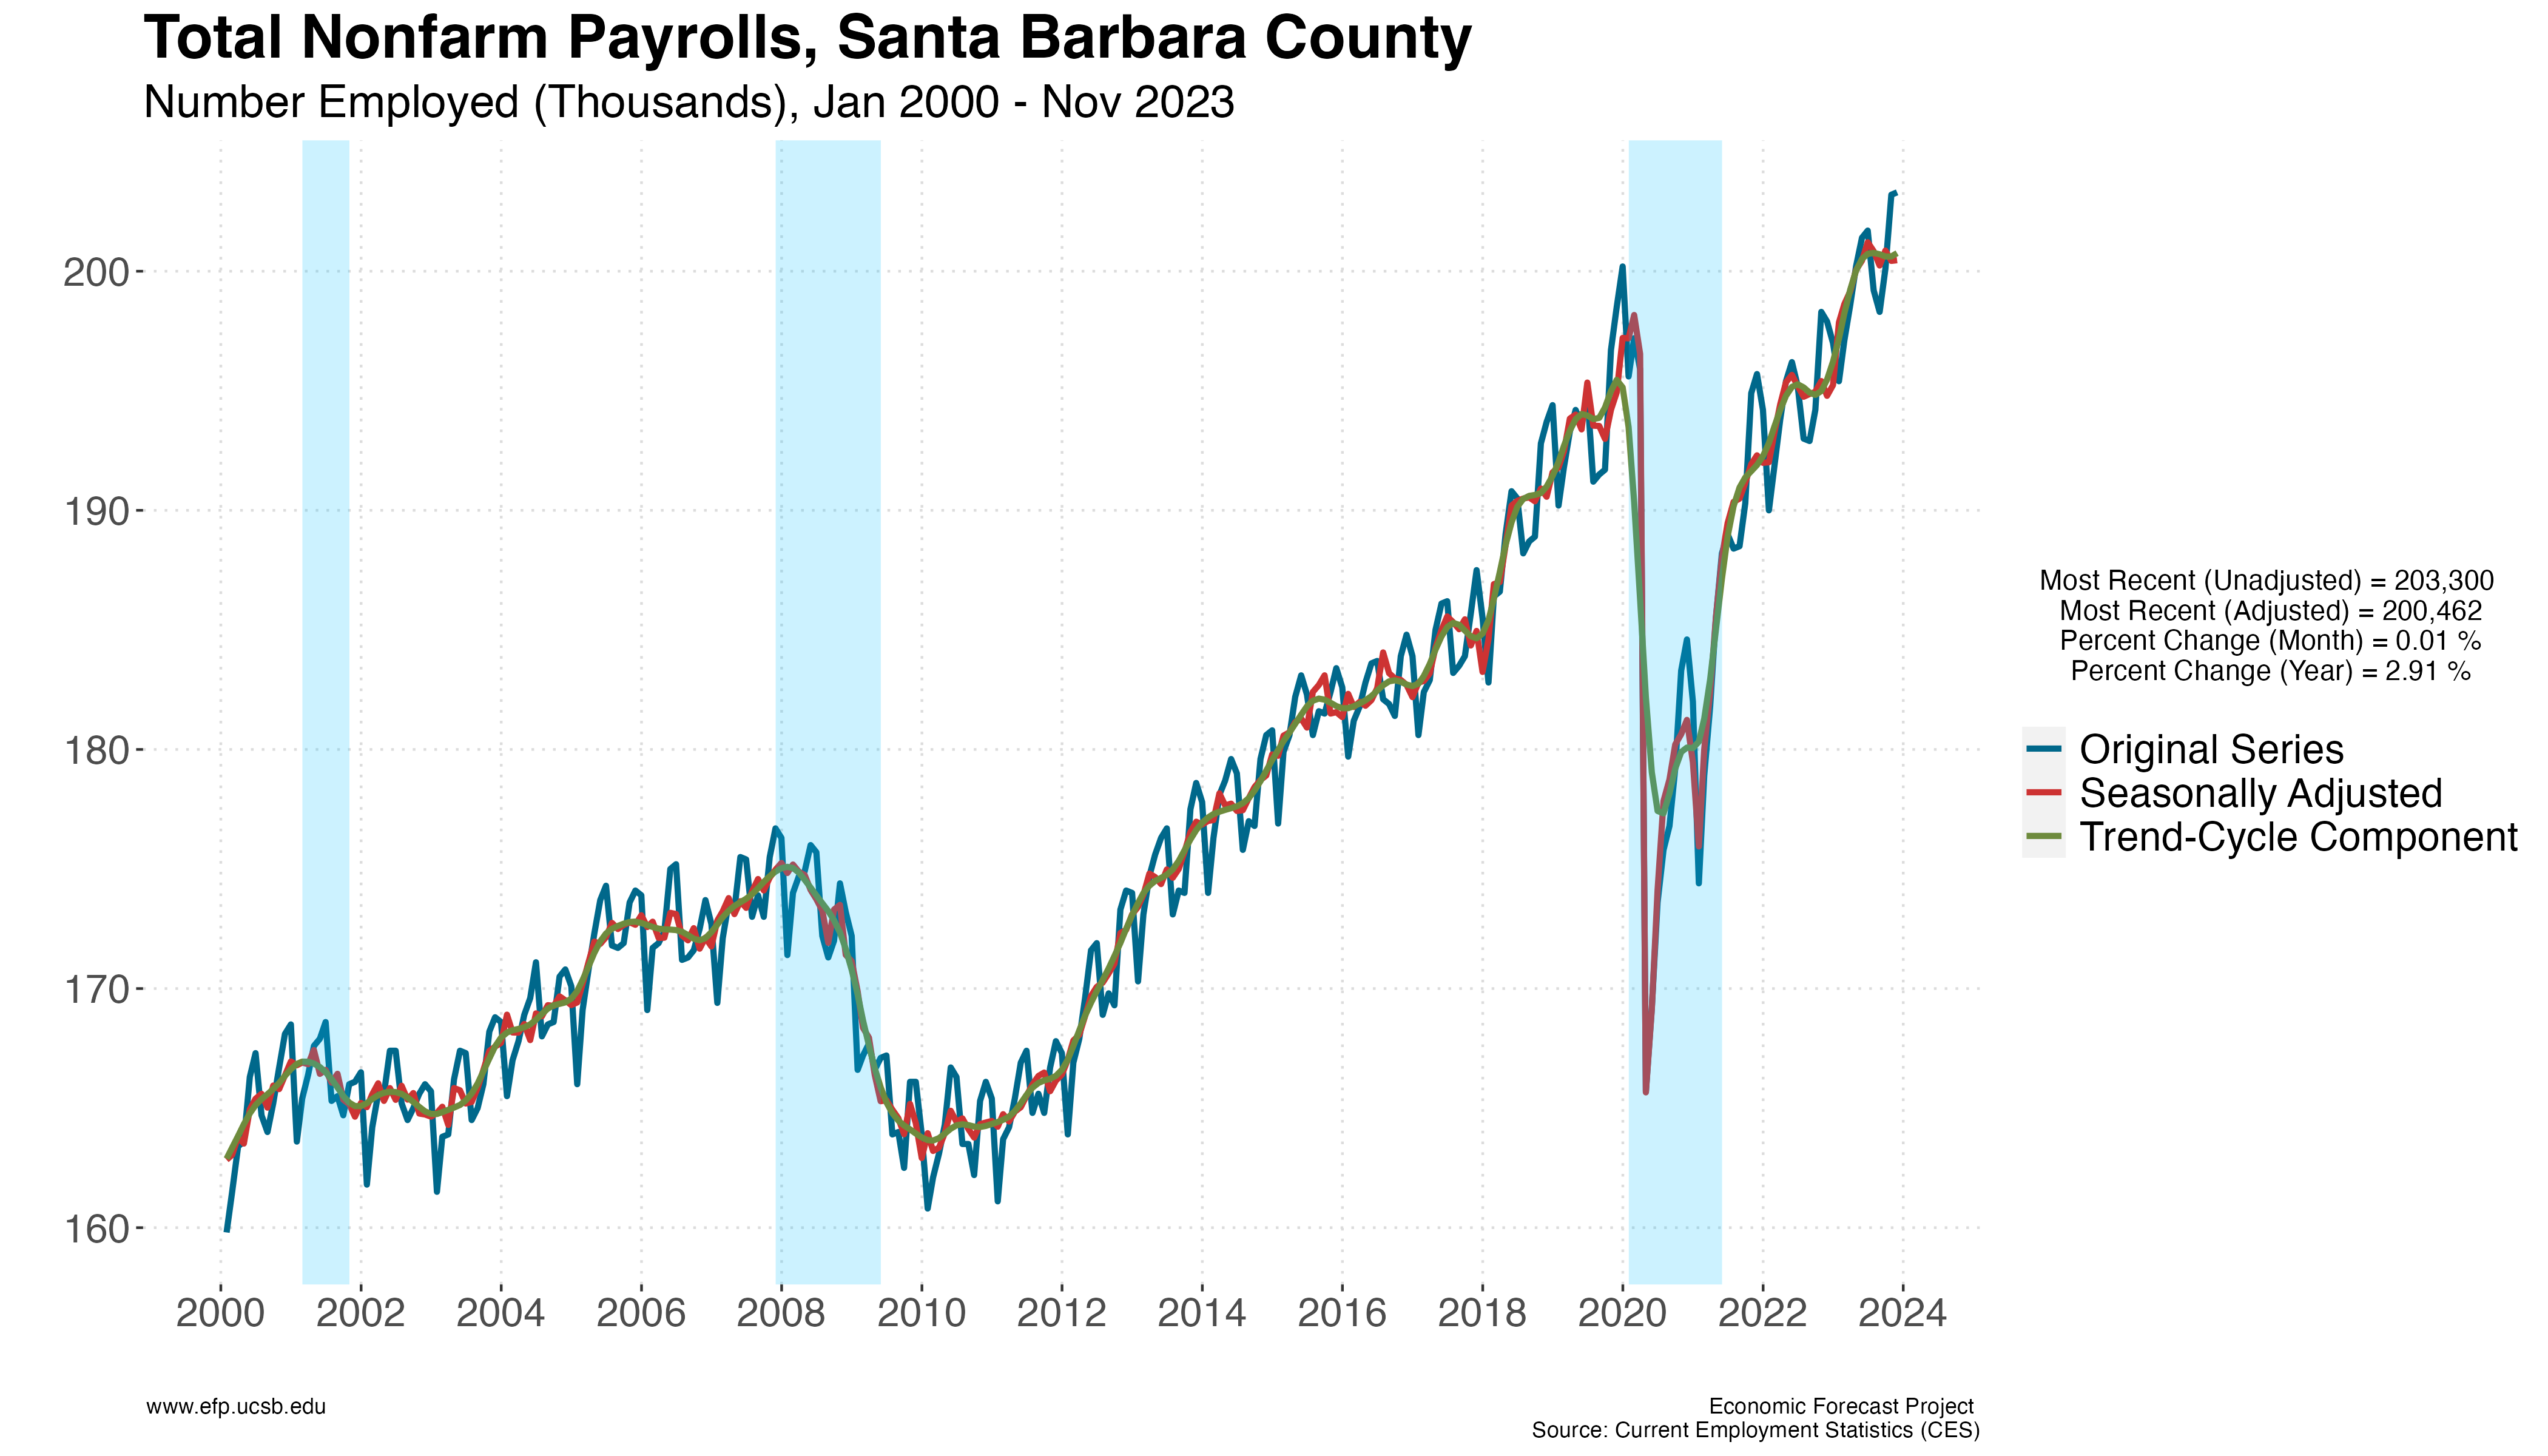 Total Nonfarm Payrolls, Santa Barbara County
Number Employed (Thousands), Jan 2000 - Nov 2023
200
190
180
170
160
2000 2002 2004 2006 2008 2010 2012 2014 2016 2018 2020 2022 2024
Most Recent (Unadjusted) = 203,300
Most Recent (Adjusted) = 200,462
Percent Change (Month) = 0.01 %
Percent Change (Year) = 2.91 %
Original Series
Seasonally Adjusted
Trend-Cycle Component
www.efp.ucsb.edu
Economic Forecast Project
Source: Current Employment Statistics (CES)